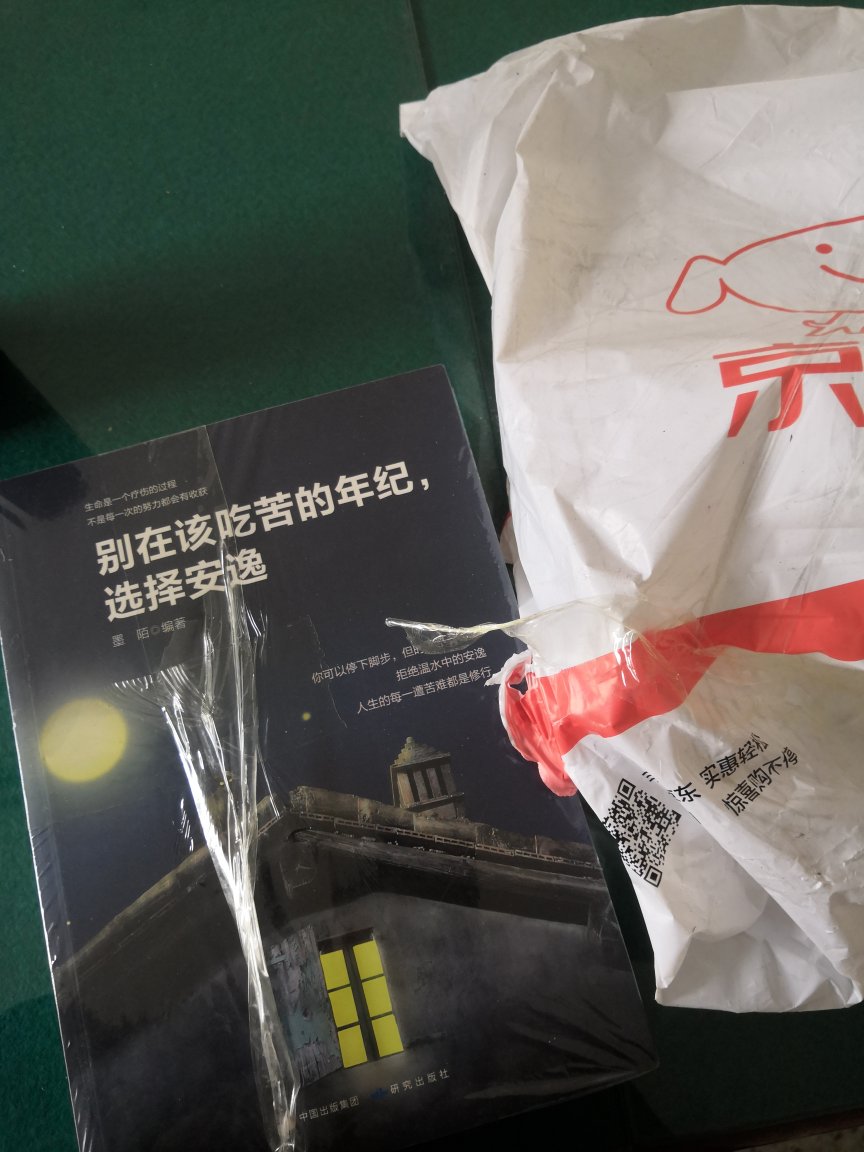 生命是一个疗伤的过程
不是每一次的努力都会有收获
别在该吃苦的年纪，
选择安逸
墨 陌◎编著
你可以停下脚步，但
拒绝温水中的安逸
人生的每一道苦难都是修行
中国出版集团 研究出版社
京
东 实惠轻松
惊喜购不停